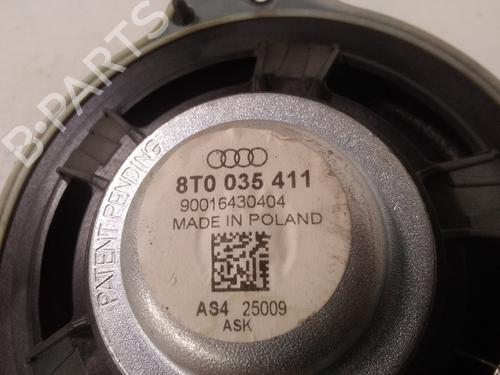 B-PARTS
PATENT PENDING
8T0 035 411
90016430404
MADE IN POLAND
AS4 25009
ASK